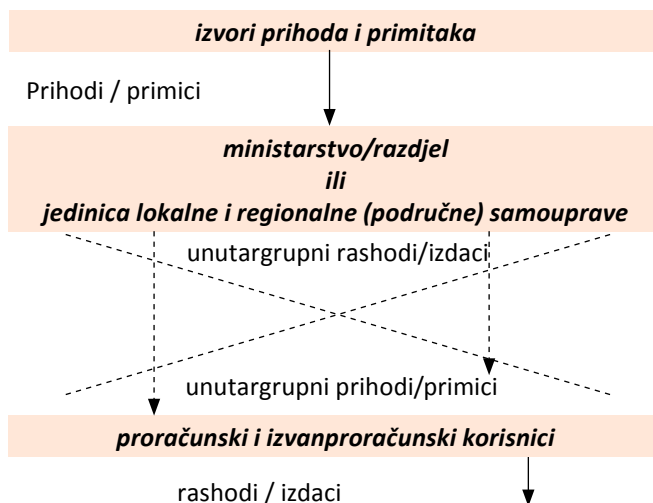 izvori prihoda i primitaka
Prihodi / primici
ministarstvo/razdjel
ili
jedinica lokalne i regionalne (područne) samouprave
unutargrupni rashodi/izdaci
unutargrupni prihodi/primici
proračunski i izvanproračunski korisnici
rashodi / izdaci